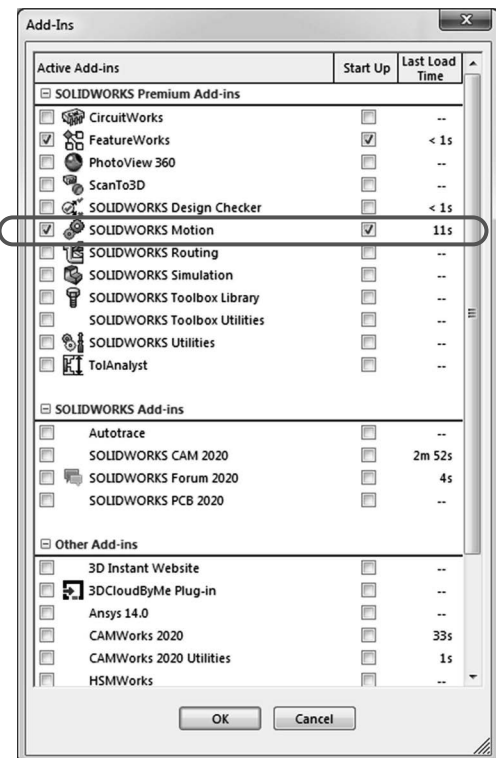 Add-Ins
Active Add-ins Start Up Last Load Time
SOLIDWORKS Premium Add-ins
CircuitWorks --
FeatureWorks < 1s
PhotoView 360 --
ScanTo3D --
SOLIDWORKS Design Checker < 1s
SOLIDWORKS Motion 11s
SOLIDWORKS Routing --
SOLIDWORKS Simulation --
SOLIDWORKS Toolbox Library --
SOLIDWORKS Toolbox Utilities --
SOLIDWORKS Utilities --
TolAnalyst --
SOLIDWORKS Add-ins
Autotrace --
SOLIDWORKS CAM 2020 2m 52s
SOLIDWORKS Forum 2020 4s
SOLIDWORKS PCB 2020 --
Other Add-ins
3D Instant Website --
3DCloudByMe Plug-in --
Ansys 14.0 --
CAMWorks 2020 33s
CAMWorks 2020 Utilities 1s
HSMWorks --
OK Cancel